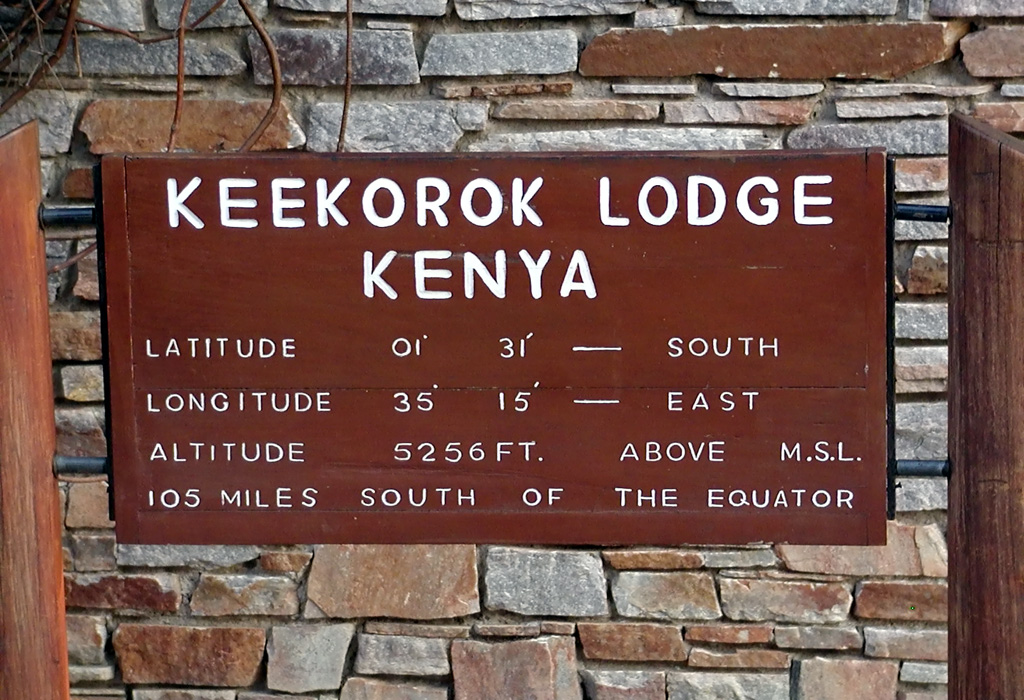 KEEKOROK LODGE
KENYA
LATITUDE 01° 31′ — SOUTH
LONGITUDE 35° 15′ — EAST
ALTITUDE 5256 FT. ABOVE M.S.L.
105 MILES SOUTH OF THE EQUATOR